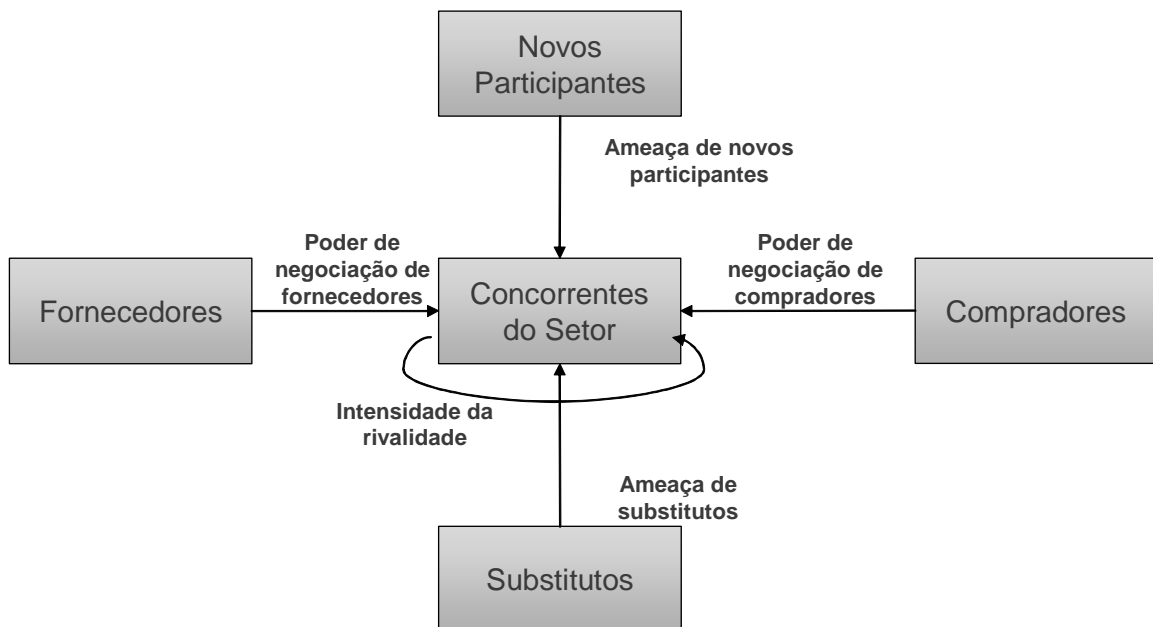 Novos
Participantes
Ameaça de novos
participantes
Poder de
negociação de
fornecedores
Poder de
negociação de
compradores
Fornecedores
Concorrentes
do Setor
Compradores
Intensidade da
rivalidade
Ameaça de
substitutos
Substitutos